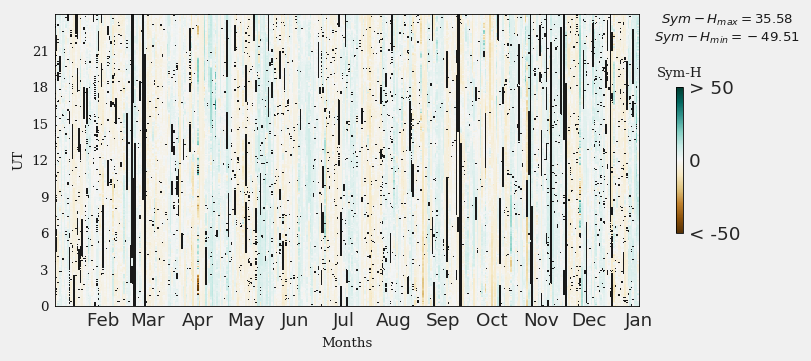 Sym−H_max = 35.58
Sym−H_min = −49.51
Sym-H
> 50
0
< -50
21
18
15
12
9
6
3
0
UT
Feb Mar Apr May Jun Jul Aug Sep Oct Nov Dec Jan
Months